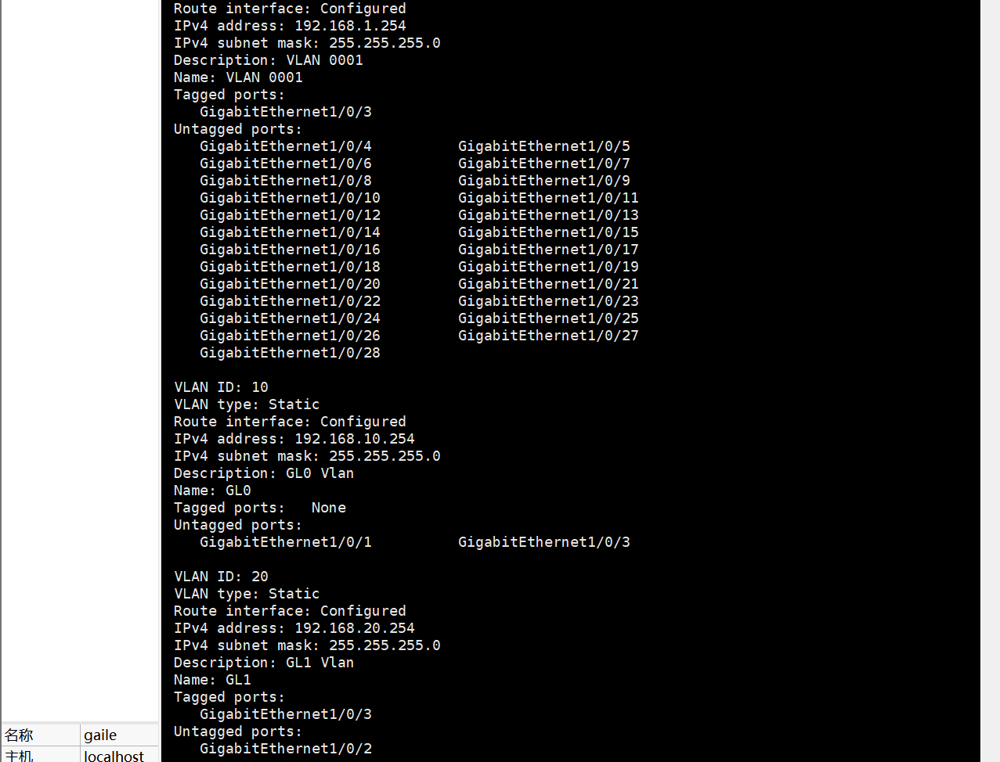 Route interface: Configured
IPv4 address: 192.168.1.254
IPv4 subnet mask: 255.255.255.0
Description: VLAN 0001
Name: VLAN 0001
Tagged ports:
   GigabitEthernet1/0/3
Untagged ports:
   GigabitEthernet1/0/4          GigabitEthernet1/0/5
   GigabitEthernet1/0/6          GigabitEthernet1/0/7
   GigabitEthernet1/0/8          GigabitEthernet1/0/9
   GigabitEthernet1/0/10         GigabitEthernet1/0/11
   GigabitEthernet1/0/12         GigabitEthernet1/0/13
   GigabitEthernet1/0/14         GigabitEthernet1/0/15
   GigabitEthernet1/0/16         GigabitEthernet1/0/17
   GigabitEthernet1/0/18         GigabitEthernet1/0/19
   GigabitEthernet1/0/20         GigabitEthernet1/0/21
   GigabitEthernet1/0/22         GigabitEthernet1/0/23
   GigabitEthernet1/0/24         GigabitEthernet1/0/25
   GigabitEthernet1/0/26         GigabitEthernet1/0/27
   GigabitEthernet1/0/28

VLAN ID: 10
VLAN type: Static
Route interface: Configured
IPv4 address: 192.168.10.254
IPv4 subnet mask: 255.255.255.0
Description: GL0 Vlan
Name: GL0
Tagged ports:   None
Untagged ports:
   GigabitEthernet1/0/1          GigabitEthernet1/0/3

VLAN ID: 20
VLAN type: Static
Route interface: Configured
IPv4 address: 192.168.20.254
IPv4 subnet mask: 255.255.255.0
Description: GL1 Vlan
Name: GL1
Tagged ports:
   GigabitEthernet1/0/3
Untagged ports:
   GigabitEthernet1/0/2
名称 gaile
主机 localhost